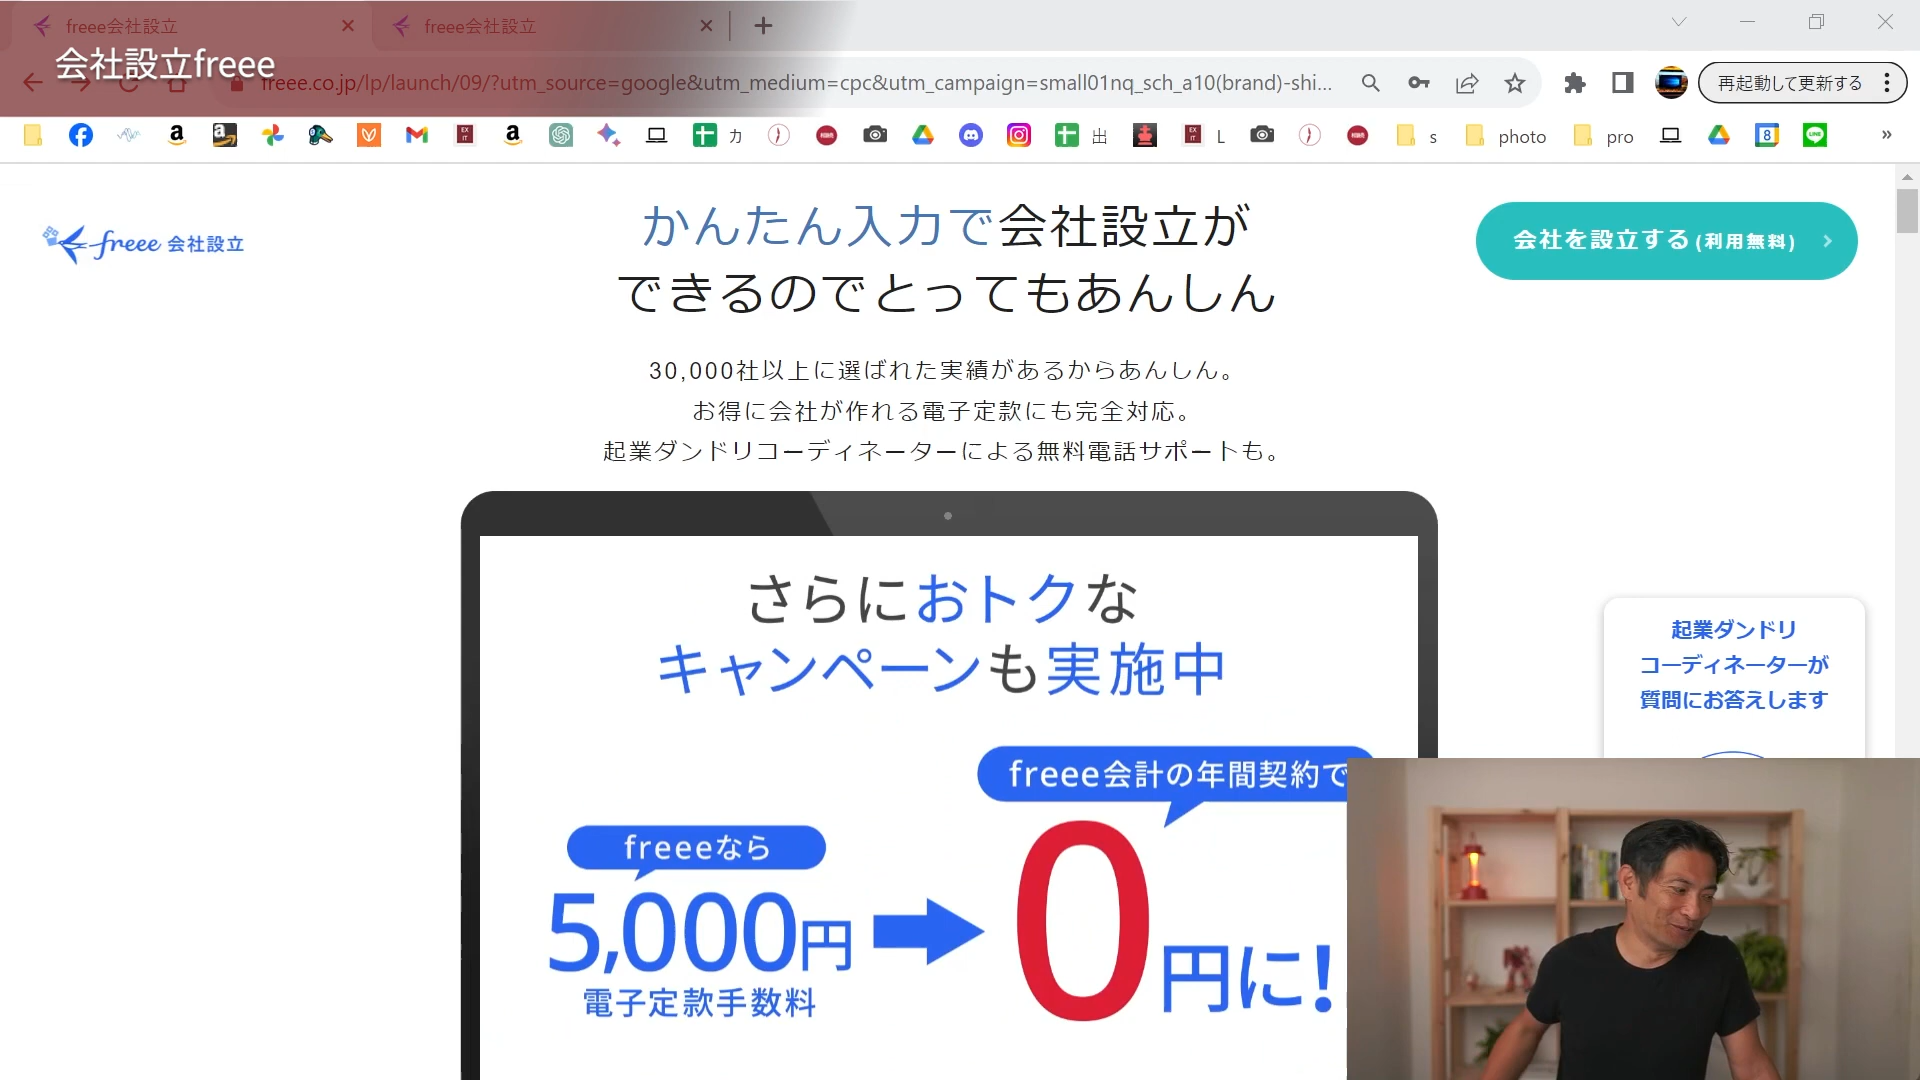 freee会社設立
freee会社設立
会社設立freee
freee.co.jp/lp/launch/09/?utm_source=google&utm_medium=cpc&utm_campaign=small01nq_sch_a10(brand)-shi...
再起動して更新する
カ
出
L
s
photo
pro
»
freee 会社設立
かんたん入力で会社設立が
できるのでとってもあんしん
会社を設立する(利用無料)
30,000社以上に選ばれた実績があるからあんしん。
お得に会社が作れる電子定款にも完全対応。
起業ダンドリコーディネーターによる無料電話サポートも。
さらにおトクな
キャンペーンも実施中
起業ダンドリ
コーディネーターが
質問にお答えします
freee会計の年間契約で
freeeなら
5,000円
0円に!
電子定款手数料